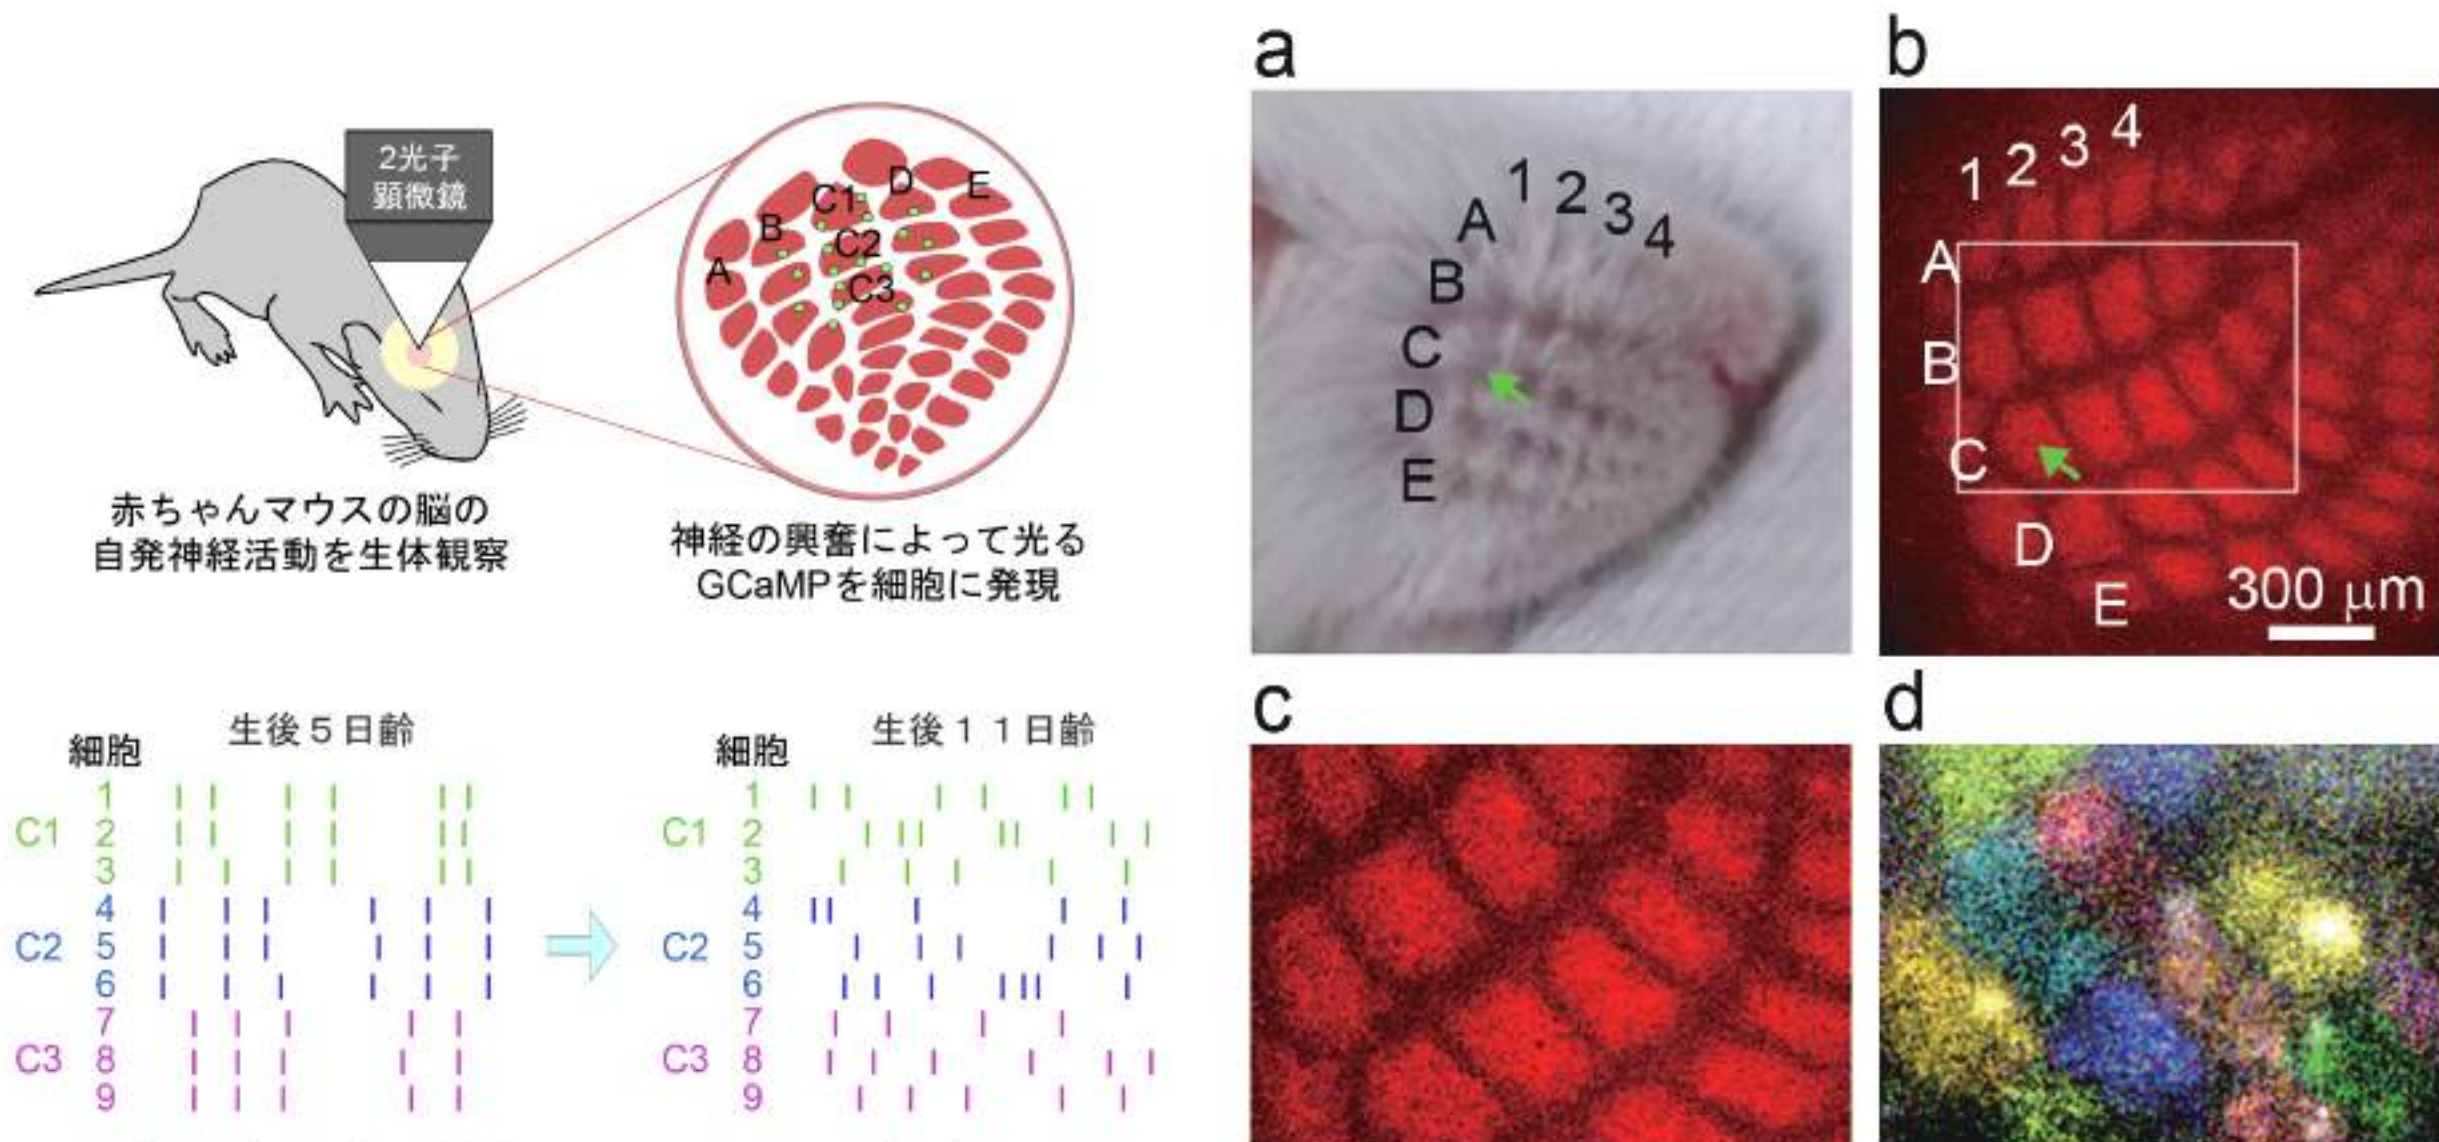 2光子
顕微鏡
C1
D
E
B
C2
A
C3
赤ちゃんマウスの脳の
自発神経活動を生体観察
神経の興奮によって光る
GCaMPを細胞に発現
a
1 2 3 4
A
B
C
D
E
b
1 2 3 4
A
B
C
D
E
300 μm
生後5日齢
細胞
1
C1 2
3
4
C2 5
6
7
C3 8
9
生後11日齢
細胞
1
C1 2
3
4
C2 5
6
7
C3 8
9
c
d